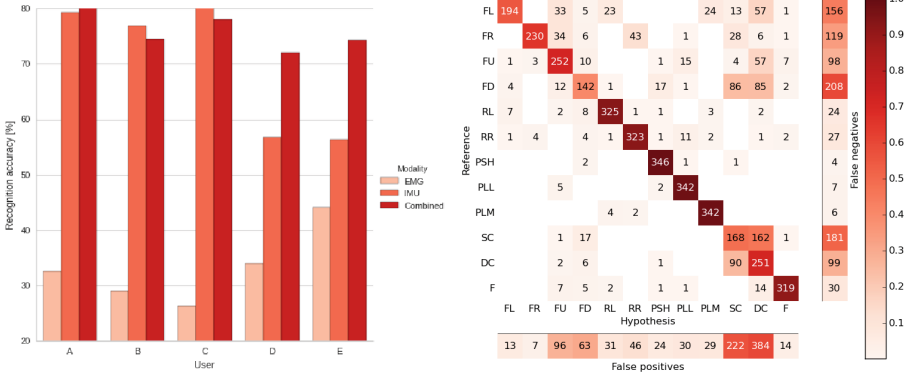 80
70
60
50
40
30
20
Recognition accuracy [%]
A B C D E
User
Modality
EMG
IMU
Combined
FL 194 33 5 23 24 13 57 1 156
FR 230 34 6 43 1 28 6 1 119
FU 1 3 252 10 1 15 4 57 7 98
FD 4 12 142 1 17 1 86 85 2 208
RL 7 2 8 325 1 3 2 24
RR 1 4 4 1 323 1 11 2 1 2 27
PSH 2 346 1 1 4
PLL 5 2 342 7
PLM 4 2 342 6
SC 1 17 168 162 1 181
DC 2 6 1 90 251 99
F 7 5 2 1 1 14 319 30
Reference
FL FR FU FD RL RR PSH PLL PLM SC DC F
Hypothesis
13 7 96 63 31 46 24 30 29 222 384 14
False positives
False negatives
0.9
0.8
0.7
0.6
0.5
0.4
0.3
0.2
0.1